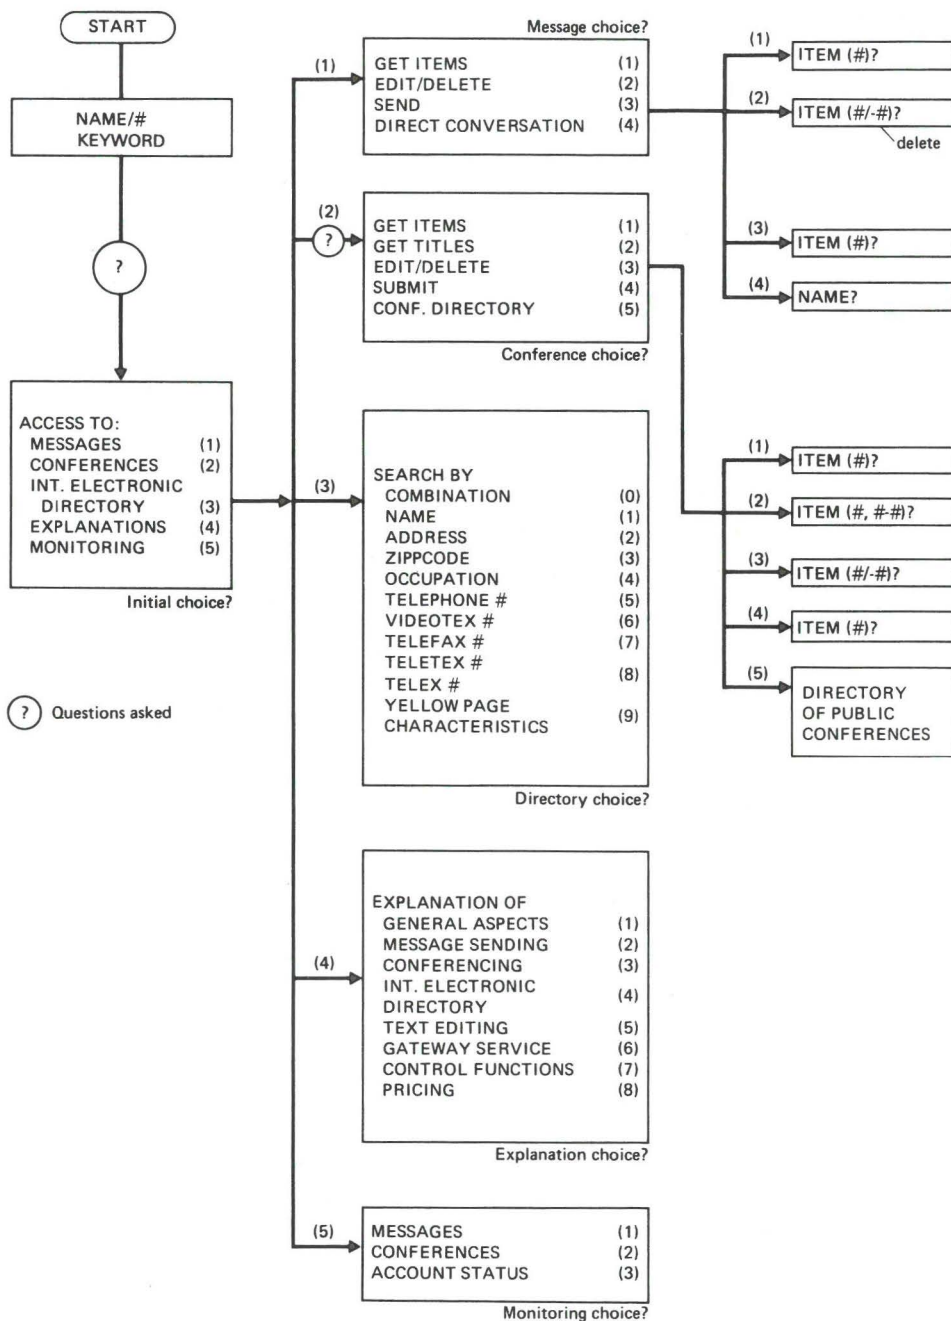 START
NAME/#
KEYWORD
?
ACCESS TO:
MESSAGES (1)
CONFERENCES (2)
INT. ELECTRONIC
DIRECTORY (3)
EXPLANATIONS (4)
MONITORING (5)
Initial choice?
? Questions asked
Message choice?
(1)
GET ITEMS (1)
EDIT/DELETE (2)
SEND (3)
DIRECT CONVERSATION (4)
(2)
?
GET ITEMS (1)
GET TITLES (2)
EDIT/DELETE (3)
SUBMIT (4)
CONF. DIRECTORY (5)
Conference choice?
(3)
SEARCH BY
COMBINATION (0)
NAME (1)
ADDRESS (2)
ZIPPCODE (3)
OCCUPATION (4)
TELEPHONE # (5)
VIDEOTEX # (6)
TELEFAX # (7)
TELETEX #
(8)
TELEX #
YELLOW PAGE
(9)
CHARACTERISTICS
Directory choice?
(4)
EXPLANATION OF
GENERAL ASPECTS (1)
MESSAGE SENDING (2)
CONFERENCING (3)
INT. ELECTRONIC
(4)
DIRECTORY
TEXT EDITING (5)
GATEWAY SERVICE (6)
CONTROL FUNCTIONS (7)
PRICING (8)
Explanation choice?
(5)
MESSAGES (1)
CONFERENCES (2)
ACCOUNT STATUS (3)
Monitoring choice?
(1) ITEM (#)?
(2) ITEM (#/-#)?
delete
(3) ITEM (#)?
(4) NAME?
(1) ITEM (#)?
(2) ITEM (#, #-#)?
(3) ITEM (#/-#)?
(4) ITEM (#)?
(5) DIRECTORY
OF PUBLIC
CONFERENCES